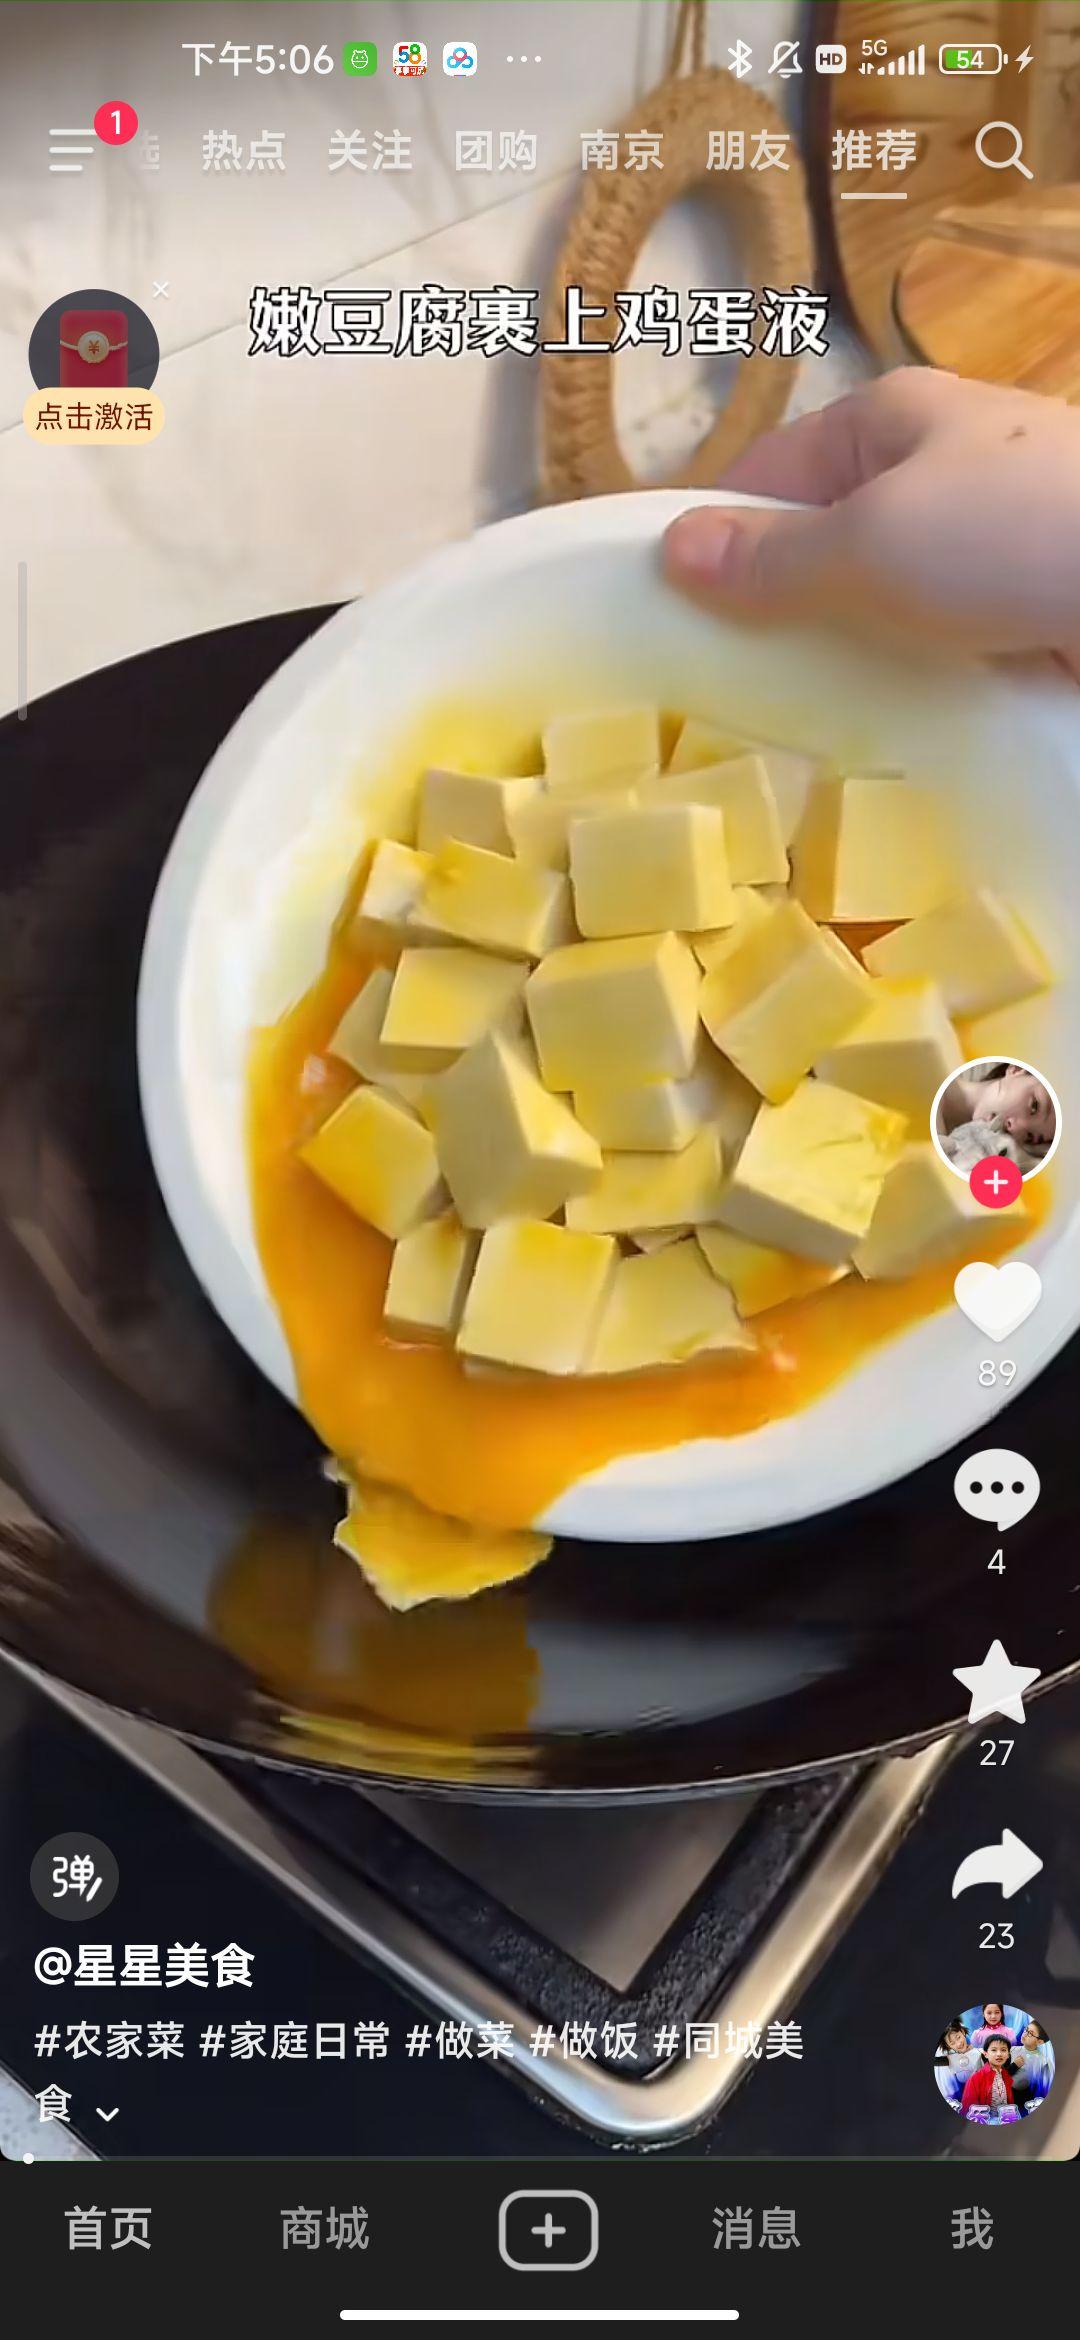 下午5:06
58
HD
5G
54
1
热点 关注 团购 南京 朋友 推荐
嫩豆腐裹上鸡蛋液
点击激活
89
4
27
23
弹
@星星美食
#农家菜 #家庭日常 #做菜 #做饭 #同城美
食
首页 商城 消息 我